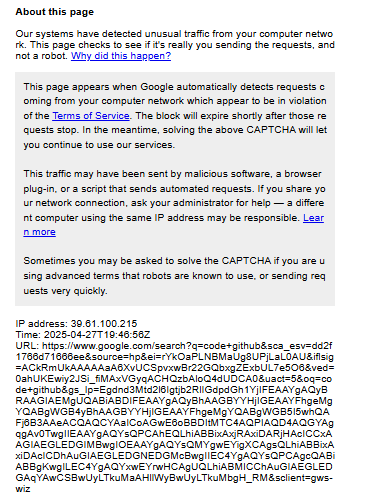 About this page
Our systems have detected unusual traffic from your computer netwo
rk. This page checks to see if it's really you sending the requests, and
not a robot. Why did this happen?
This page appears when Google automatically detects requests c
oming from your computer network which appear to be in violation
of the Terms of Service. The block will expire shortly after those re
quests stop. In the meantime, solving the above CAPTCHA will let
you continue to use our services.
This traffic may have been sent by malicious software, a browser
plug-in, or a script that sends automated requests. If you share yo
ur network connection, ask your administrator for help — a differe
nt computer using the same IP address may be responsible. Lear
n more
Sometimes you may be asked to solve the CAPTCHA if you are u
sing advanced terms that robots are known to use, or sending req
uests very quickly.
IP address: 39.61.100.215
Time: 2025-04-27T19:46:56Z
URL: https://www.google.com/search?q=code+github&sca_esv=dd2f
1766d71666ee&source=hp&ei=rYkOaPLNBMaUg8UPjLaL0AU&iflsig
=ACkRmUkAAAAAaA6XvUCSpvxwBr22GQbxgZExbUL7e5O6&ved=
0ahUKEwiy2JSi_fiMAxVGyqACHQzbAloQ4dUDCA0&uact=5&oq=co
de+github&gs_lp=Egdnd3Mtd2l6Igtjb2RlIGdpdGh1YjIFEAAYgAQyB
RAAGIAEMgUQABiABDIFEAAYgAQyBhAAGBYYHjIGEAAYFhgeMg
YQABgWGB4yBhAAGBYYHjIGEAAYFhgeMgYQABgWGB5I5whQA
Fj6B3AAeACQAQCYAaICoAGwE6oBBDItMTC4AQPIAQD4AQGYAg
qgAv0TwgIIEAAYgAQYsQPCAhEQLhiABBixAxjRAxiDARjHAcICCxA
AGIAEGLEDGIMBwgIOEAAYgAQYsQMYgwEYigXCAgsQLhiABBixA
xiDAcICDhAuGIAEGLEDGNEDGMcBwgIIEC4YgAQYsQPCAgcQABi
ABBgKwgILEC4YgAQYxwEYrwHCAgUQLhiABMICChAuGIAEGLED
GAqYAwCSBwUyLTkuMaAHllWyBwUyLTkuMbgH_RM&sclient=gws-
wiz